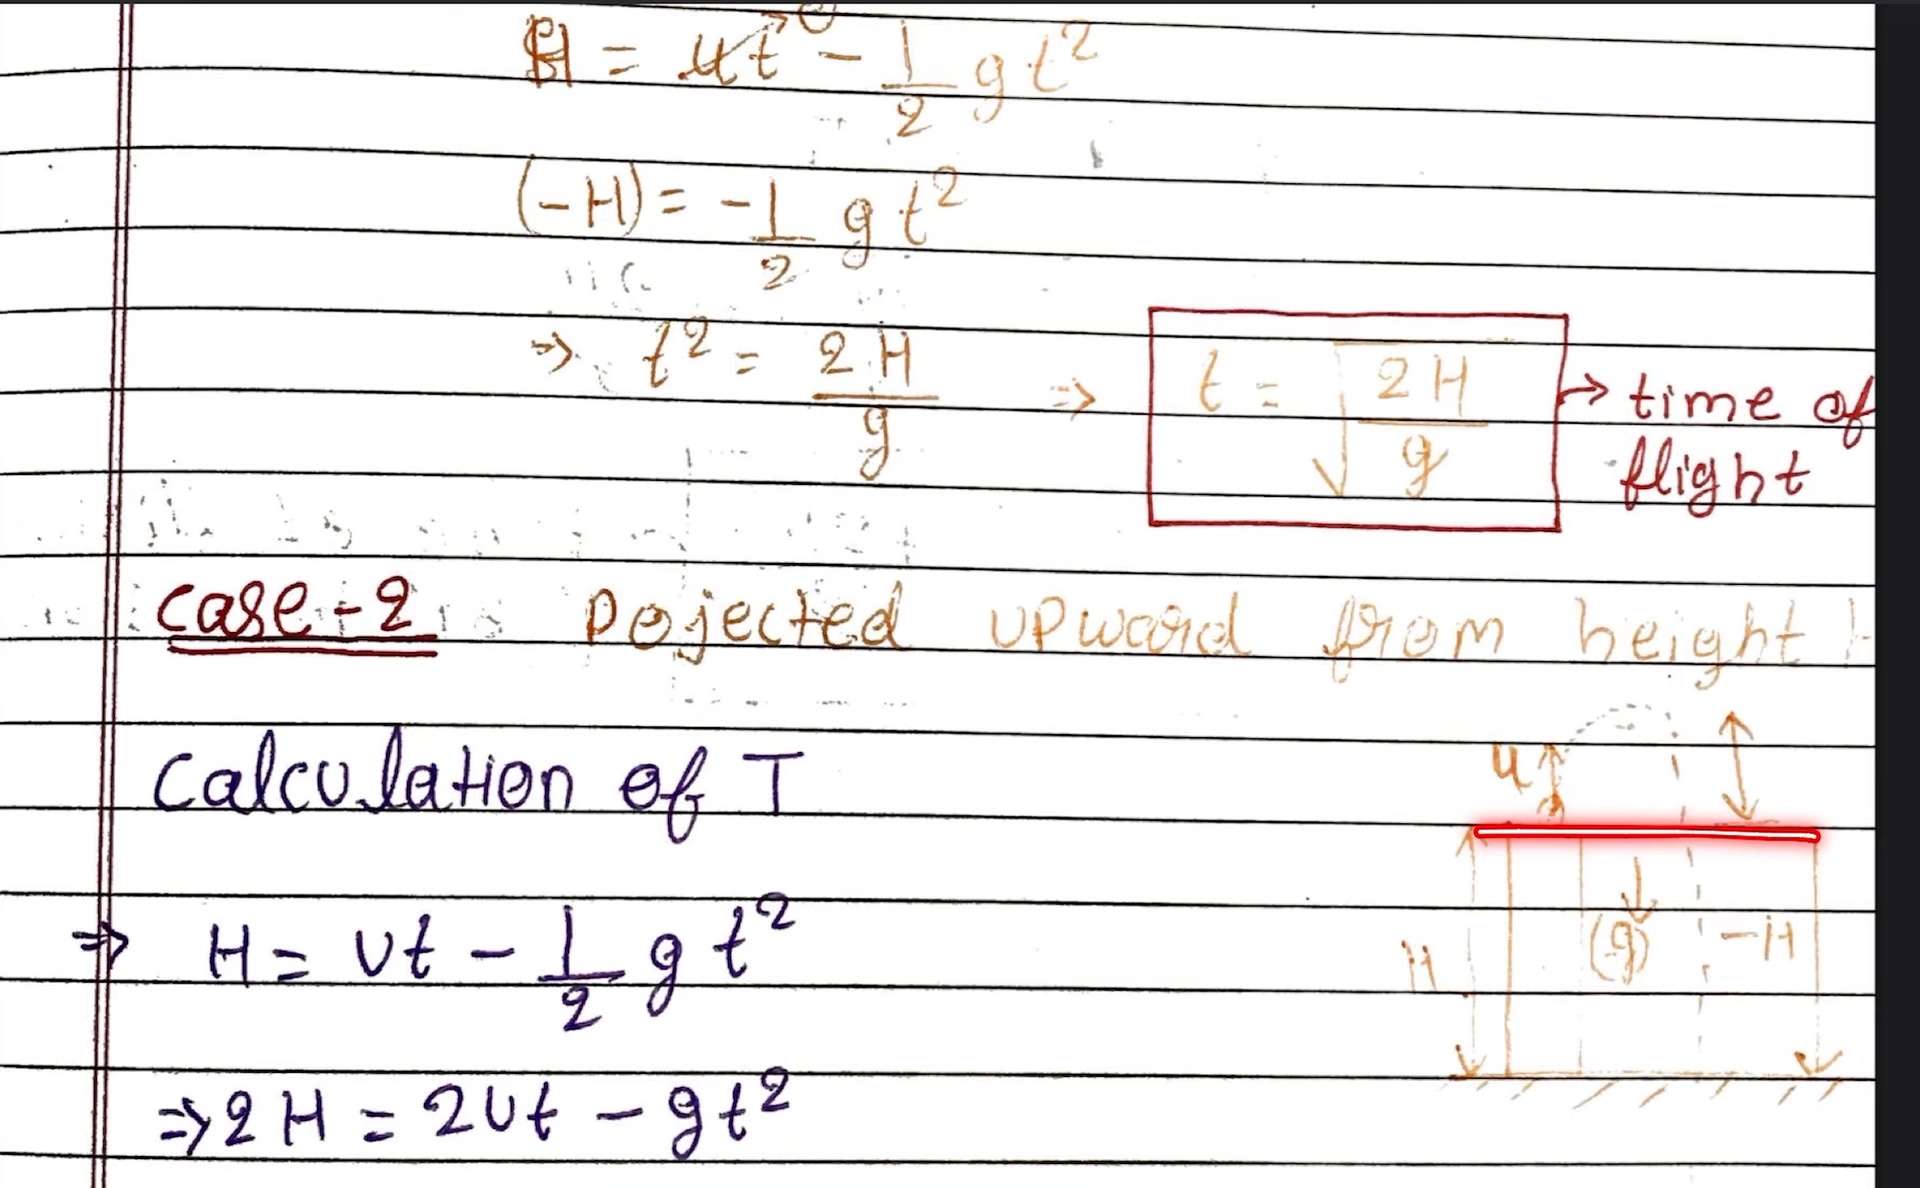 H = ut → 0 - 1/2 gt²
(-H) = -1/2 gt²
⇒ t² = 2H/g ⇒ t = √(2H/g) → time of
flight
case-2 Pojected upward from height H
Calculation of T
u
⇒ H = Ut - 1/2 gt²
H (g) -H
⇒ 2H = 2Ut - gt²